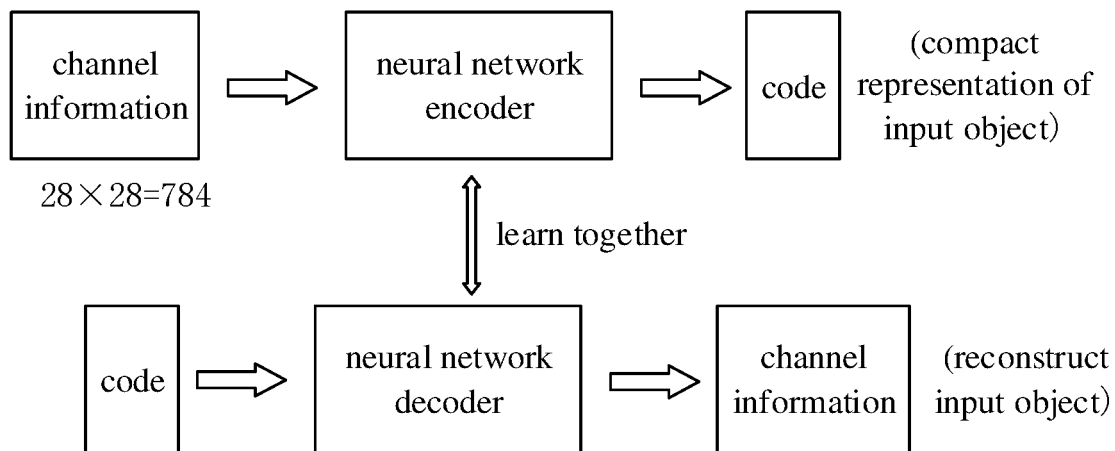 channel
information
neural network
encoder
code
(compact
representation of
input object)
28×28=784
learn together
code
neural network
decoder
channel
information
(reconstruct
input object)